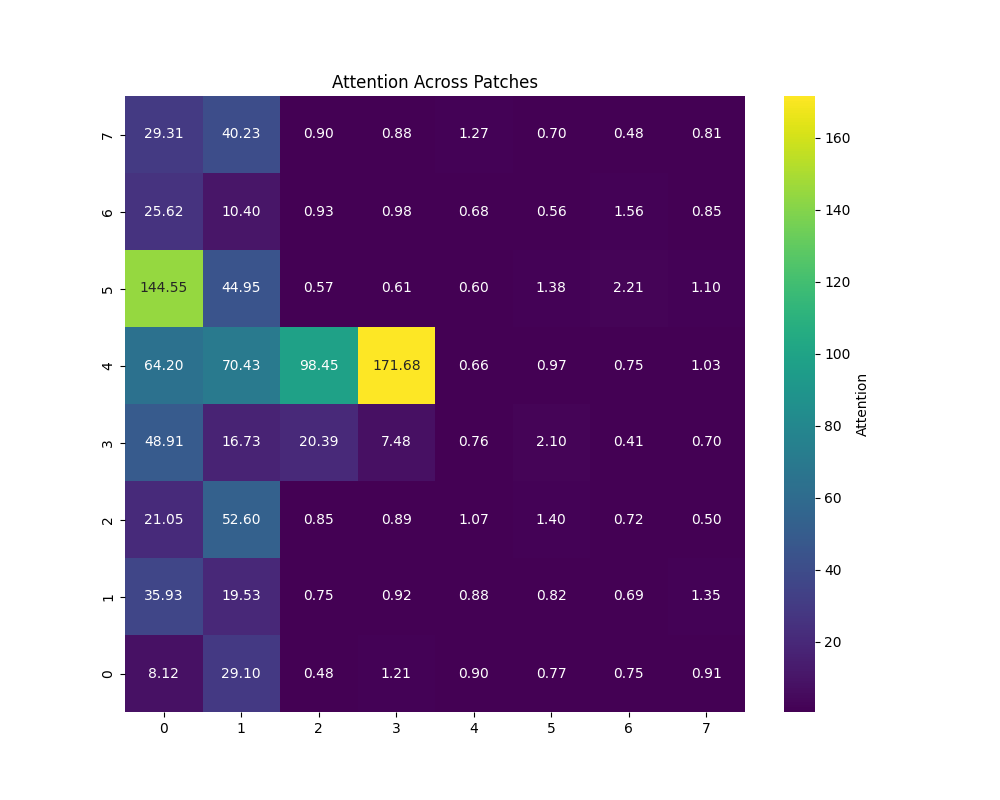 Attention Across Patches
7 29.31 40.23 0.90 0.88 1.27 0.70 0.48 0.81
6 25.62 10.40 0.93 0.98 0.68 0.56 1.56 0.85
5 144.55 44.95 0.57 0.61 0.60 1.38 2.21 1.10
4 64.20 70.43 98.45 171.68 0.66 0.97 0.75 1.03
3 48.91 16.73 20.39 7.48 0.76 2.10 0.41 0.70
2 21.05 52.60 0.85 0.89 1.07 1.40 0.72 0.50
1 35.93 19.53 0.75 0.92 0.88 0.82 0.69 1.35
0 8.12 29.10 0.48 1.21 0.90 0.77 0.75 0.91
0 1 2 3 4 5 6 7
160
140
120
100
80
60
40
20
Attention